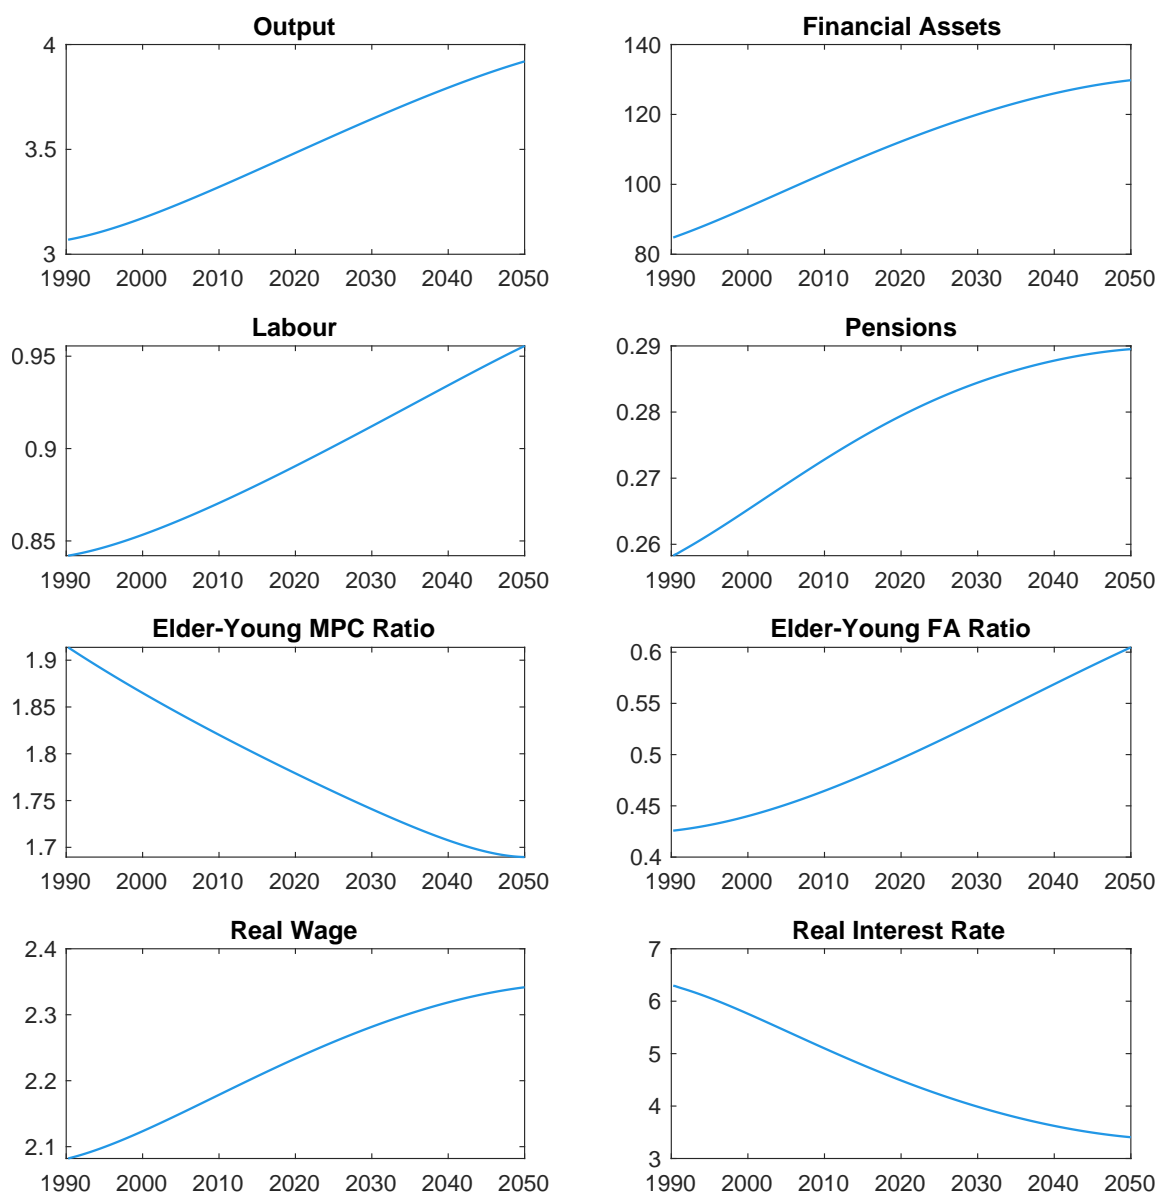 Output
4
3.5
3
1990 2000 2010 2020 2030 2040 2050
Financial Assets
140
120
100
80
1990 2000 2010 2020 2030 2040 2050
Labour
0.95
0.9
0.85
1990 2000 2010 2020 2030 2040 2050
Pensions
0.29
0.28
0.27
0.26
1990 2000 2010 2020 2030 2040 2050
Elder-Young MPC Ratio
1.9
1.85
1.8
1.75
1.7
1990 2000 2010 2020 2030 2040 2050
Elder-Young FA Ratio
0.6
0.55
0.5
0.45
0.4
1990 2000 2010 2020 2030 2040 2050
Real Wage
2.4
2.3
2.2
2.1
1990 2000 2010 2020 2030 2040 2050
Real Interest Rate
7
6
5
4
3
1990 2000 2010 2020 2030 2040 2050